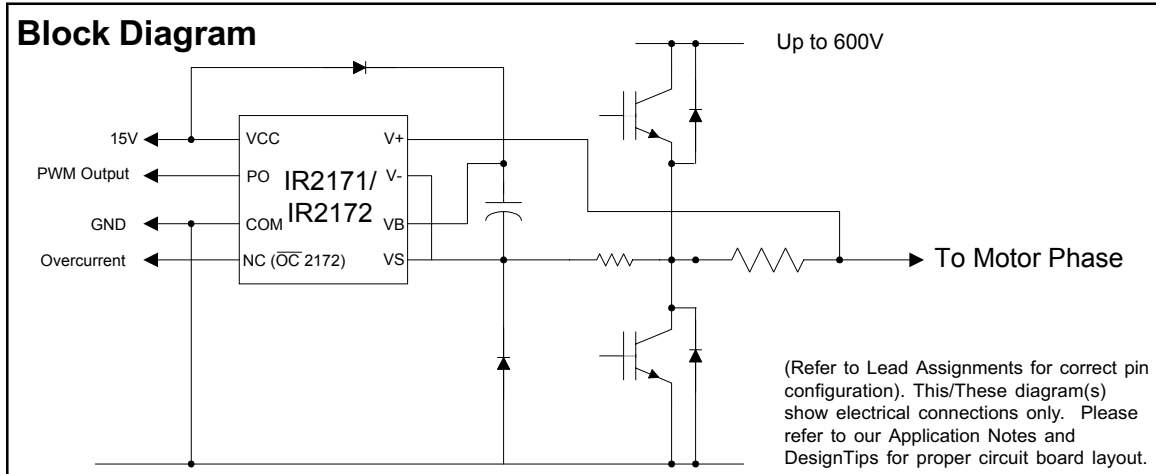 Block Diagram
Up to 600V
15V
VCC
V+
PWM Output
PO
IR2171/
V-
GND
COM
IR2172
VB
Overcurrent
NC (O̅C̅ 2172)
VS
To Motor Phase
(Refer to Lead Assignments for correct pin
configuration). This/These diagram(s)
show electrical connections only. Please
refer to our Application Notes and
DesignTips for proper circuit board layout.